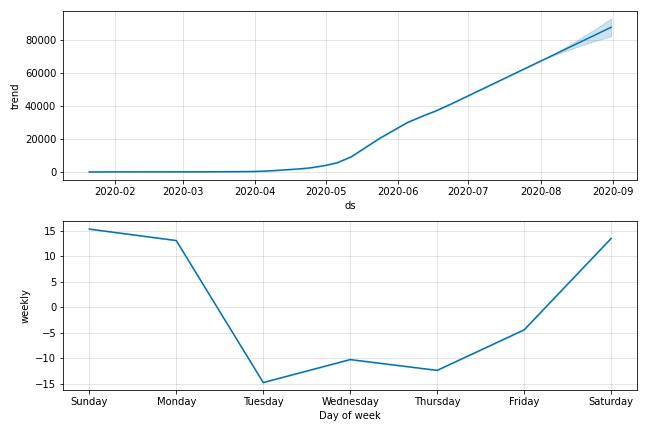 80000
60000
40000
20000
0
trend
2020-02 2020-03 2020-04 2020-05 2020-06 2020-07 2020-08 2020-09
ds
15
10
5
0
−5
−10
−15
weekly
Sunday Monday Tuesday Wednesday Thursday Friday Saturday
Day of week